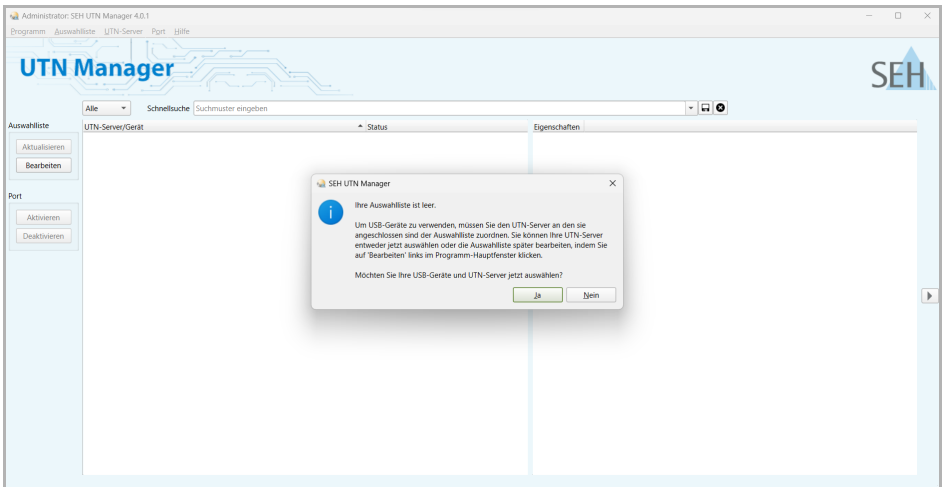 Administrator: SEH UTN Manager 4.0.1
Programm Auswahlliste UTN-Server Port Hilfe
UTN Manager
SEH
Alle Schnellsuche Suchmuster eingeben
Auswahlliste
UTN-Server/Gerät Status Eigenschaften
Aktualisieren
Bearbeiten
Port
Aktivieren
Deaktivieren
SEH UTN Manager
Ihre Auswahlliste ist leer.
Um USB-Geräte zu verwenden, müssen Sie den UTN-Server an den sie
angeschlossen sind der Auswahlliste zuordnen. Sie können Ihre UTN-Server
entweder jetzt auswählen oder die Auswahlliste später bearbeiten, indem Sie
auf 'Bearbeiten' links im Programm-Hauptfenster klicken.
Möchten Sie Ihre USB-Geräte und UTN-Server jetzt auswählen?
Ja Nein